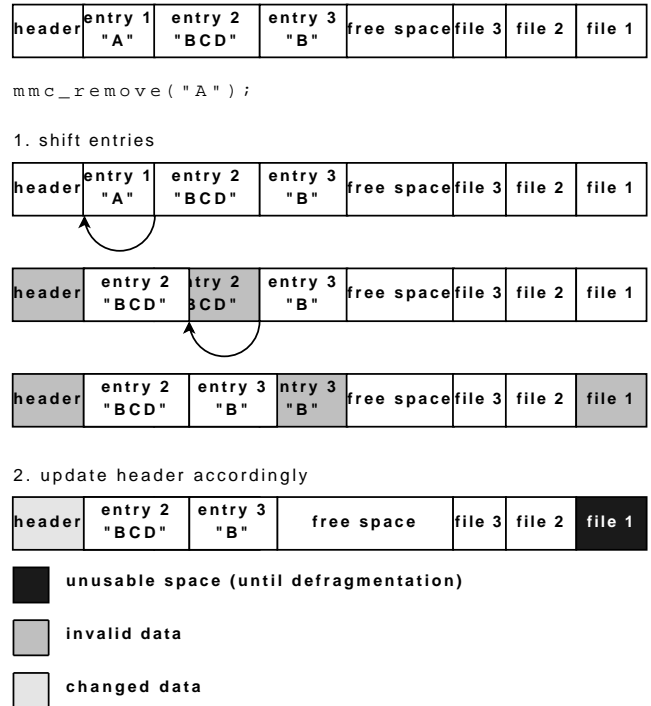 header entry 1 "A" entry 2 "BCD" entry 3 "B" free space file 3 file 2 file 1
mmc_remove("A");
1. shift entries
header entry 1 "A" entry 2 "BCD" entry 3 "B" free space file 3 file 2 file 1
header entry 2 "BCD" ntry 2 BCD" entry 3 "B" free space file 3 file 2 file 1
header entry 2 "BCD" entry 3 "B" ntry 3 "B" free space file 3 file 2 file 1
2. update header accordingly
header entry 2 "BCD" entry 3 "B" free space file 3 file 2 file 1
unusable space (until defragmentation)
invalid data
changed data